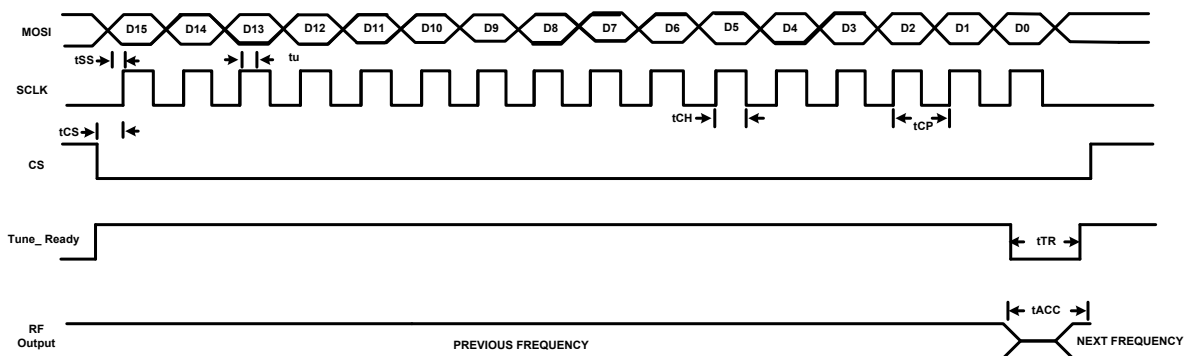 MOSI
D15 D14 D13 D12 D11 D10 D9 D8 D7 D6 D5 D4 D3 D2 D1 D0
tSS
tu
SCLK
tCH
tCP
tCS
CS
Tune_ Ready
tTR
tACC
RF
Output
PREVIOUS FREQUENCY
NEXT FREQUENCY